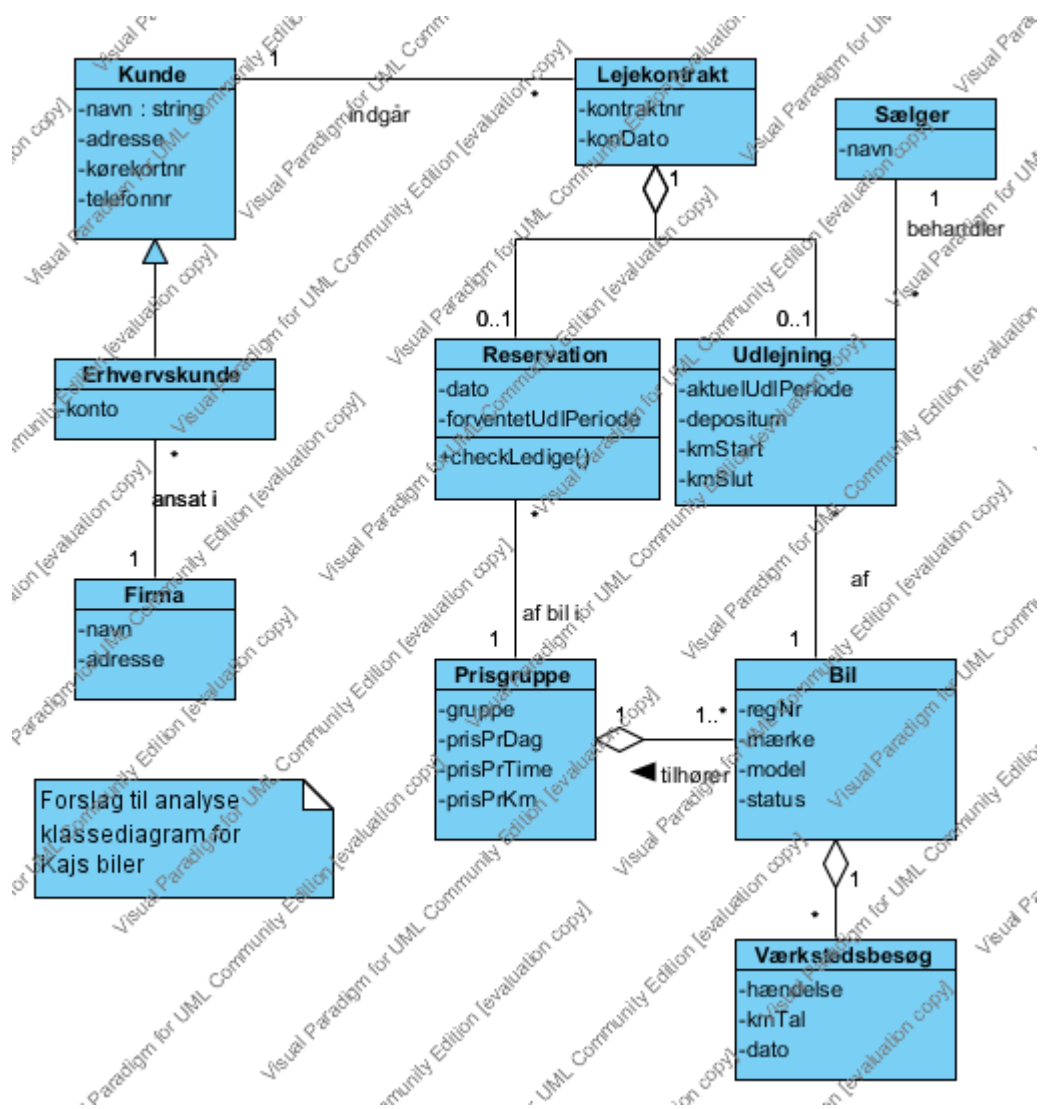 Kunde
-navn : string
-adresse
-kørekortnr
-telefonnr
1
indgår
*
Lejekontrakt
-kontraktnr
-konDato
1
Sælger
-navn
1
behandler
*
0..1
0..1
Reservation
-dato
-forventetUdlPeriode
+checkLedige()
Udlejning
-aktuelUdlPeriode
-depositum
-kmStart
-kmSlut
Erhvervskunde
-konto
*
ansat i
1
Firma
-navn
-adresse
*
af bil i
1
*
af
1
Prisgruppe
-gruppe
-prisPrDag
-prisPrTime
-prisPrKm
1
1..*
tilhører
Bil
-regNr
-mærke
-model
-status
1
*
Værkstedsbesøg
-hændelse
-kmTal
-dato
Forslag til analyse
klassediagram for
Kajs biler
Visual Paradigm for UML Community Edition [evaluation copy]